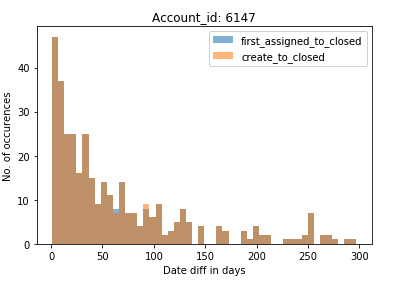 Account_id: 6147
first_assigned_to_closed
create_to_closed
No. of occurences
40
30
20
10
0
0
50
100
150
200
250
300
Date diff in days